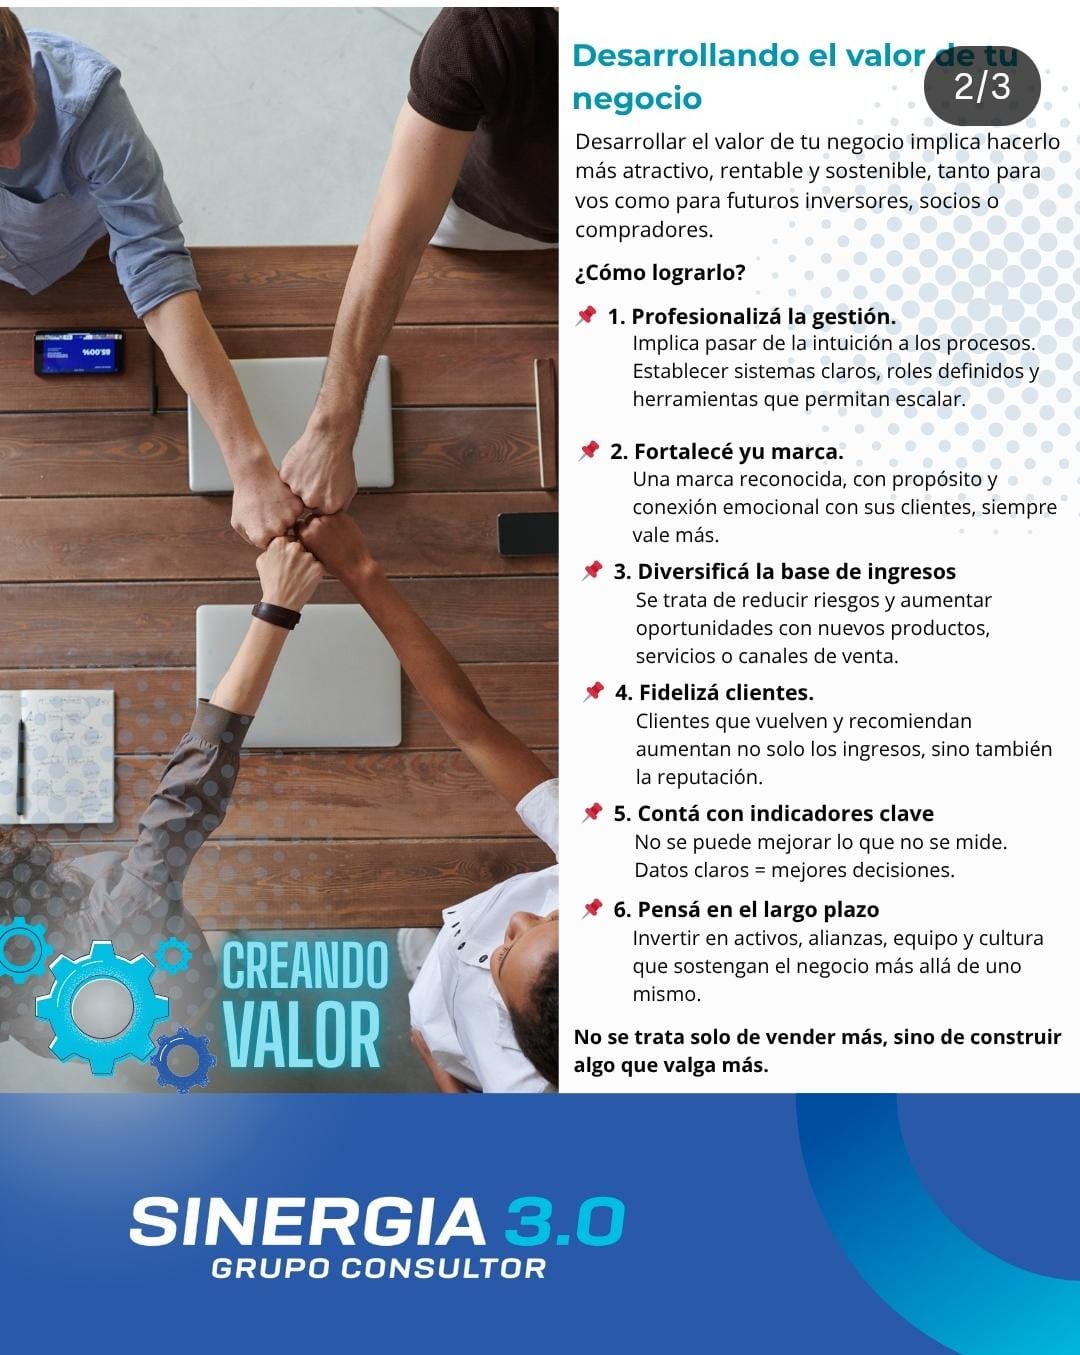 Desarrollando el valor de tu
negocio
2/3
Desarrollar el valor de tu negocio implica hacerlo
más atractivo, rentable y sostenible, tanto para
vos como para futuros inversores, socios o
compradores.
¿Cómo lograrlo?
1. Profesionalizá la gestión.
Implica pasar de la intuición a los procesos.
Establecer sistemas claros, roles definidos y
herramientas que permitan escalar.
2. Fortalecé yu marca.
Una marca reconocida, con propósito y
conexión emocional con sus clientes, siempre
vale más.
3. Diversificá la base de ingresos
Se trata de reducir riesgos y aumentar
oportunidades con nuevos productos,
servicios o canales de venta.
4. Fidelizá clientes.
Clientes que vuelven y recomiendan
aumentan no solo los ingresos, sino también
la reputación.
5. Contá con indicadores clave
No se puede mejorar lo que no se mide.
Datos claros = mejores decisiones.
6. Pensá en el largo plazo
Invertir en activos, alianzas, equipo y cultura
que sostengan el negocio más allá de uno
mismo.
No se trata solo de vender más, sino de construir
algo que valga más.
85.00%
CREANDO
VALOR
SINERGIA 3.0
GRUPO CONSULTOR